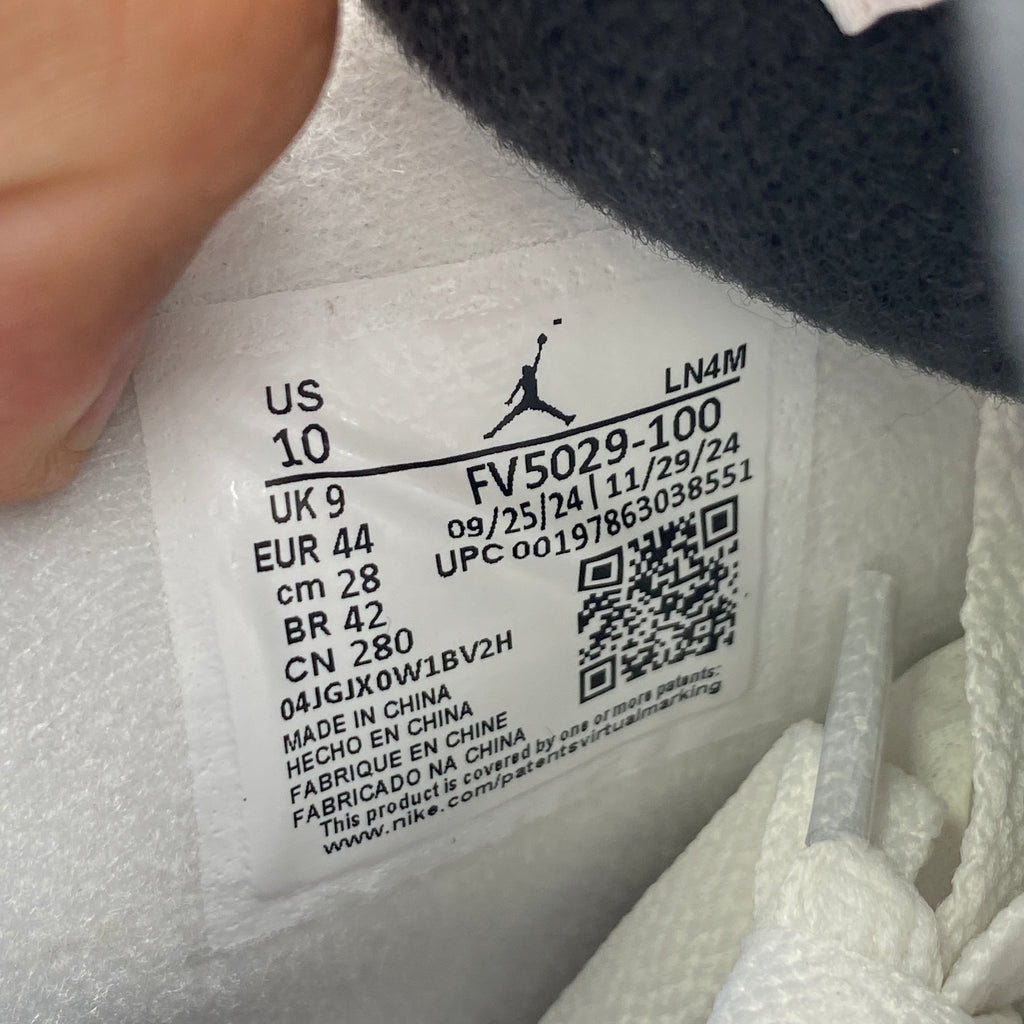 US
10
LN4M
UK 9
EUR 44
cm 28
BR 42
CN 280
FV5029-100
09/25/24 | 11/29/24
UPC 00197863038551
04JGJX0W1BV2H
MADE IN CHINA
HECHO EN CHINA
FABRIQUE EN CHINE
FABRICADO NA CHINA
This product is covered by one or more patents:
www.nike.com/patentsvirtualmarking